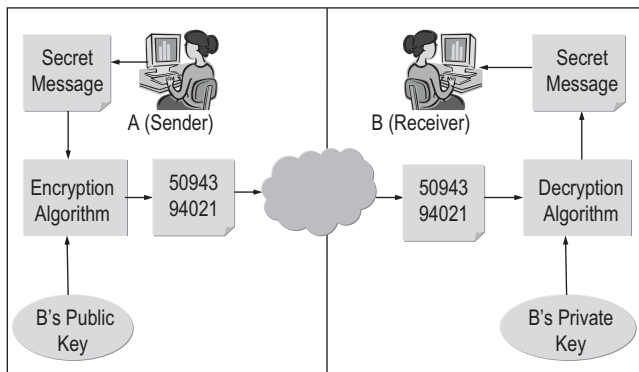 Secret
Message
A (Sender)
Encryption
Algorithm
50943
94021
B's Public
Key
B (Receiver)
Secret
Message
50943
94021
Decryption
Algorithm
B's Private
Key